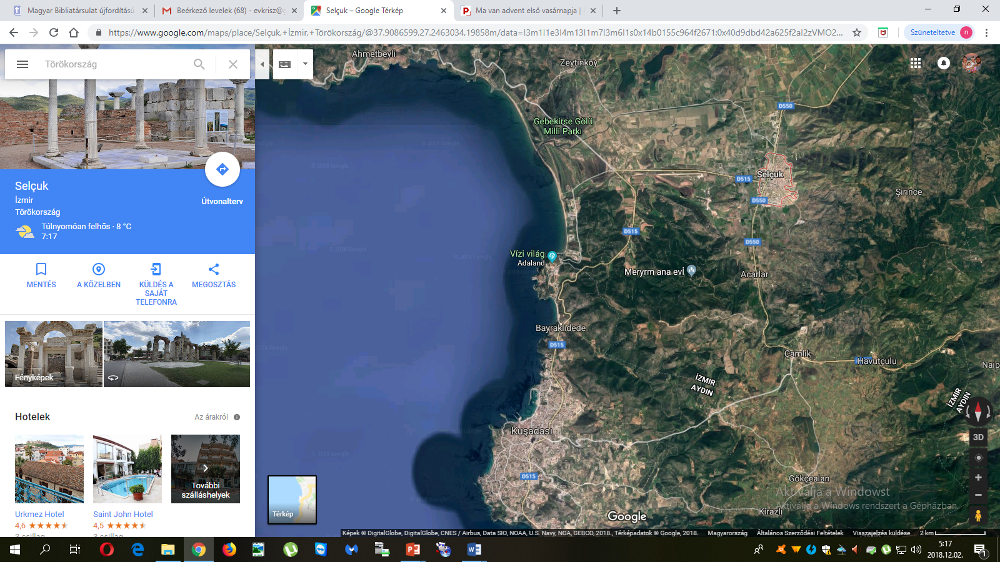 Magyar Bibliatársulat újfordítású
Beérkező levelek (68) - evkrisz@g
Selçuk – Google Térkép
Ma van advent első vasárnapja |
https://www.google.com/maps/place/Selçuk,+İzmir,+Törökország/@37.9086599,27.2463034,19858m/data=!3m1!1e3!4m13!1m7!3m6!1s0x14b0155c964f2671:0x40d9dbd42a625f2a!2zVMO2...
Szüneteltetve
n
Törökország
Selçuk
İzmir
Törökország
Útvonalterv
Túlnyomóan felhős · 8 °C
7:17
MENTÉS
A KÖZELBEN
KÜLDÉS A SAJÁT TELEFONRA
MEGOSZTÁS
Fényképek
Hotelek
Az árakról
További szálláshelyek
Urkmez Hotel
Saint John Hotel
4,6
4,5
3 csillag
3 csillag
Ahmetbeyli
Zeytinköy
D550
Gebekirse Gölü
Milli Parkı
Selçuk
D515
D550
Şirince
D515
D550
Vízi világ
Adaland
Meryrm ana evİ
Acarlar
Bayraklıdede
D515
Çamlık
Havutçulu
Naip
İZMIR
AYDIN
İZMIR
AYDIN
Kuşadası
D515
Gökçealan
Kirazlı
© 2018 Google
3D
Térkép
Google
Aktiválja a Windowst
Aktiválja a Windows rendszert a Gépházban.
Képek © DigitalGlobe, DigitalGlobe, CNES / Airbus, Data SIO, NOAA, U.S. Navy, NGA, GEBCO, 2018., Térképadatok © Google, 2018.
Magyarország
Általános Szerződési Feltételek
Visszajelzés küldése
2 km
5:17
2018.12.02.
1